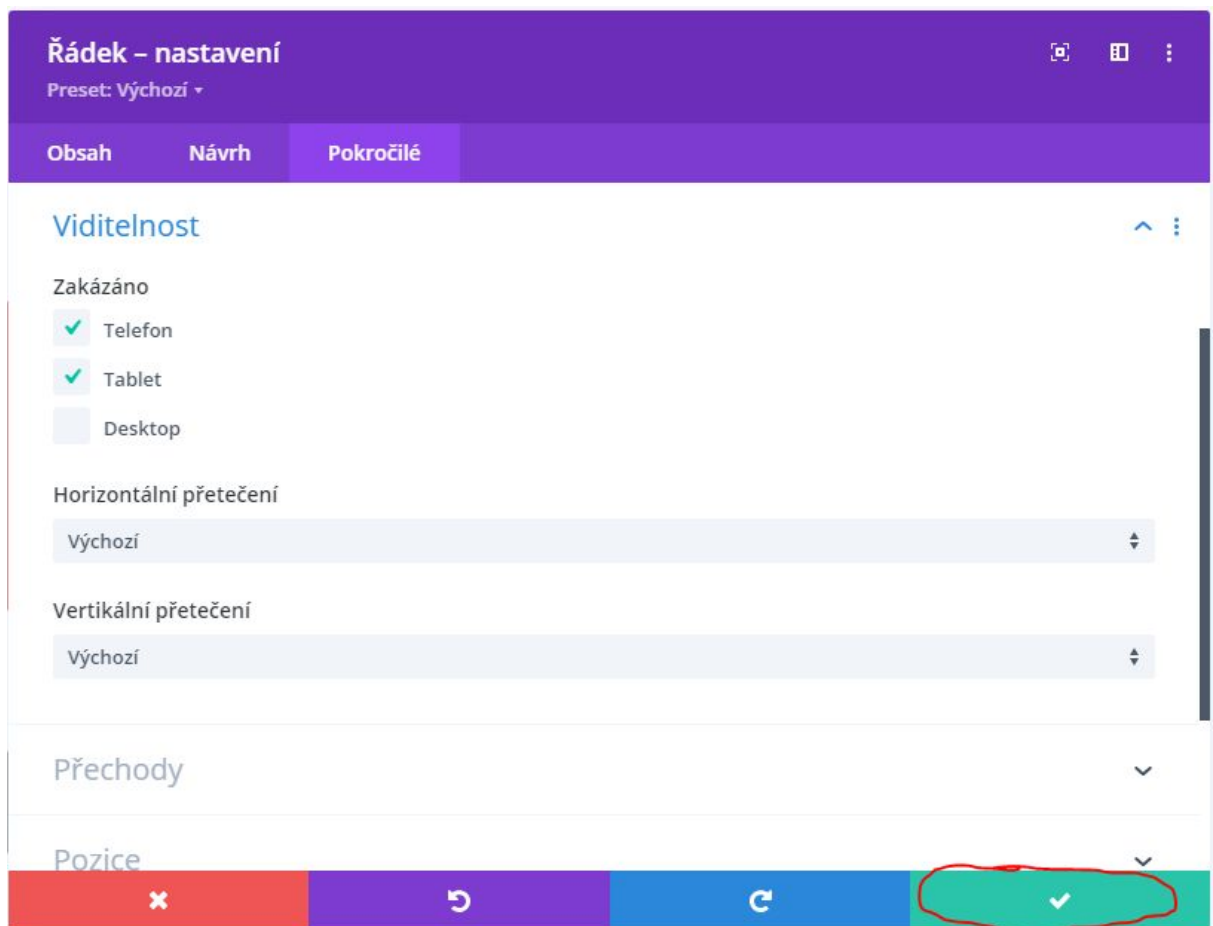 Řádek – nastavení
Preset: Výchozí
Obsah Návrh Pokročilé
Viditelnost
Zakázáno
Telefon
Tablet
Desktop
Horizontální přetečení
Výchozí
Vertikální přetečení
Výchozí
Přechody
Pozice